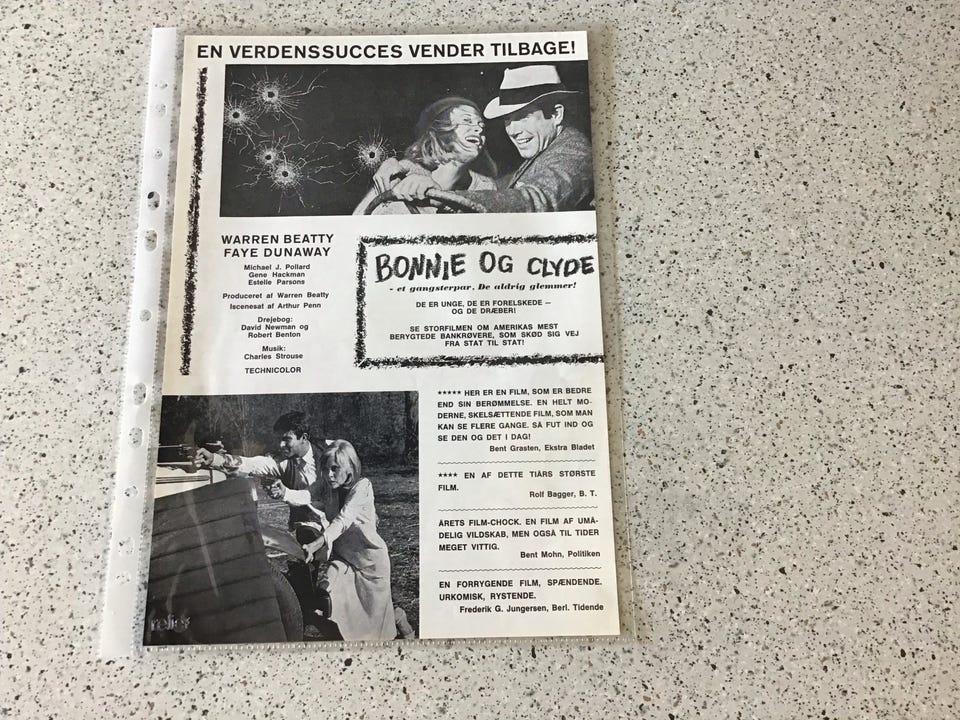 EN VERDENSSUCCES VENDER TILBAGE!
WARREN BEATTY
FAYE DUNAWAY
Michael J. Pollard
Gene Hackman
Estelle Parsons
Produceret af Warren Beatty
Iscenesat af Arthur Penn
Drejebog:
David Newman og
Robert Benton
Musik:
Charles Strouse
TECHNICOLOR
BONNIE OG CLYDE
- et gangsterpar, De aldrig glemmer!
DE ER UNGE, DE ER FORELSKEDE —
OG DE DRÆBER!
SE STORFILMEN OM AMERIKAS MEST
BERYGTEDE BANKRØVERE, SOM SKØD SIG VEJ
FRA STAT TIL STAT!
***** HER ER EN FILM, SOM ER BEDRE
END SIN BERØMMELSE. EN HELT MO-
DERNE, SKELSÆTTENDE FILM, SOM MAN
KAN SE FLERE GANGE. SÅ FUT IND OG
SE DEN OG DET I DAG!
Bent Grasten, Ekstra Bladet
**** EN AF DETTE TIÅRS STØRSTE
FILM.
Rolf Bagger, B. T.
ÅRETS FILM-CHOCK. EN FILM AF UMÅ-
DELIG VILDSKAB, MEN OGSÅ TIL TIDER
MEGET VITTIG.
Bent Mohn, Politiken
EN FORRYGENDE FILM, SPÆNDENDE.
URKOMISK, RYSTENDE.
Frederik G. Jungersen, Berl. Tidende
relief